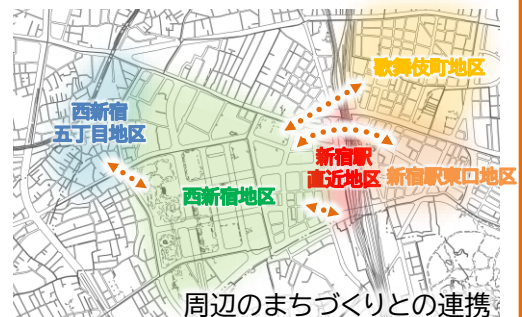 歌舞伎町地区
西新宿
五丁目地区
新宿駅
直近地区
新宿駅東口地区
西新宿地区
周辺のまちづくりとの連携